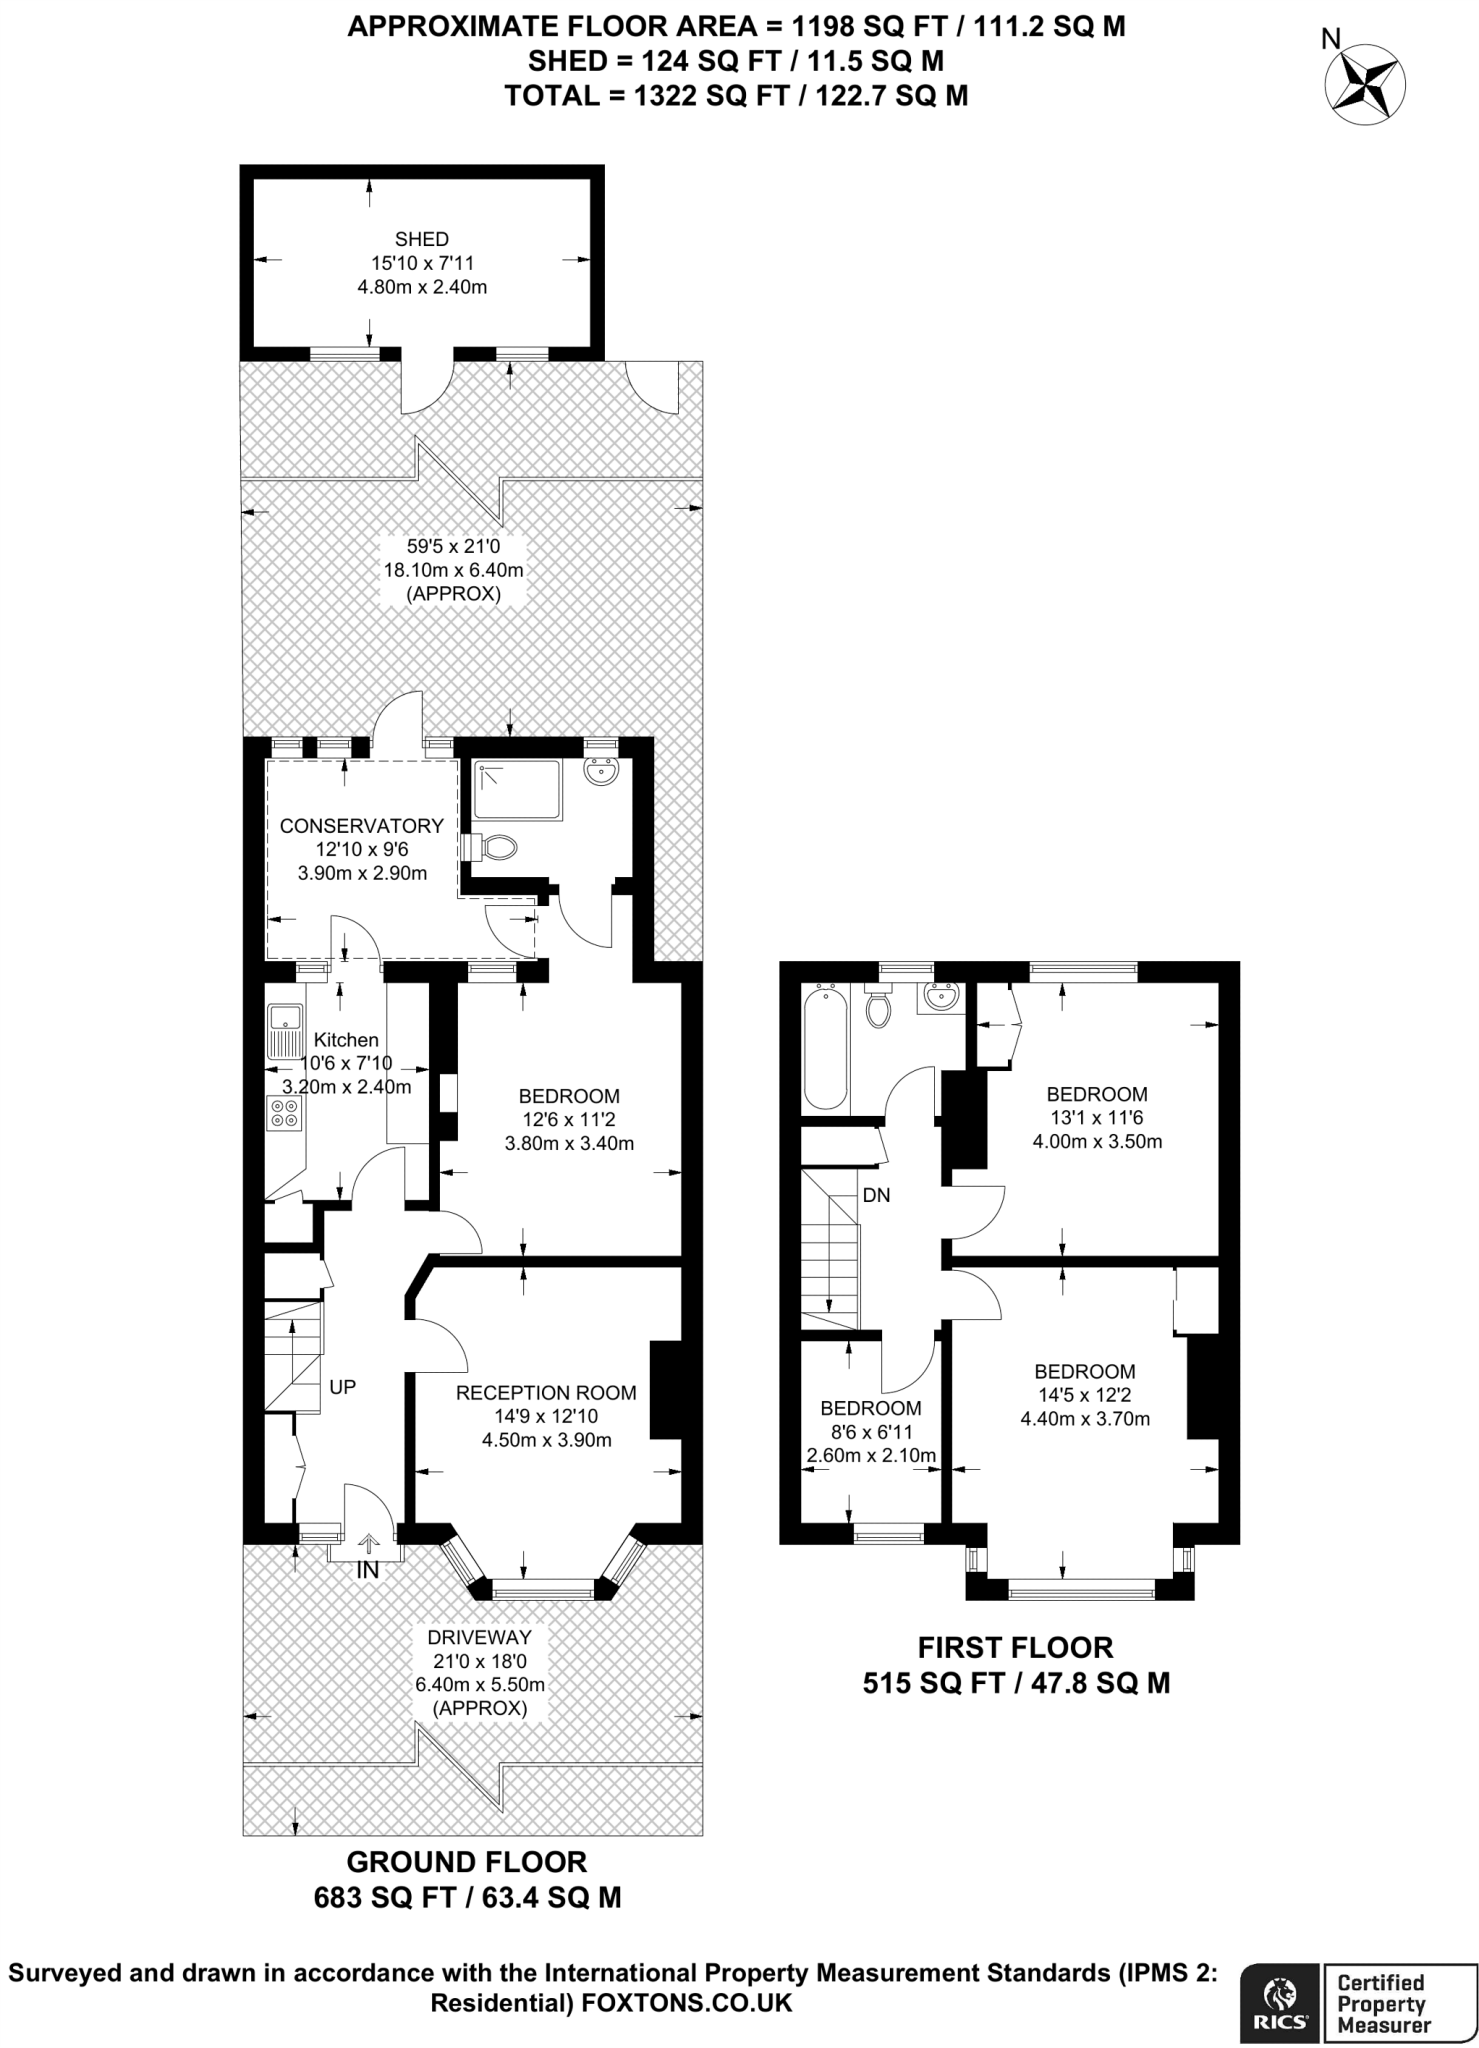 APPROXIMATE FLOOR AREA = 1198 SQ FT / 111.2 SQ M
SHED = 124 SQ FT / 11.5 SQ M
TOTAL = 1322 SQ FT / 122.7 SQ M
N
SHED
15'10 x 7'11
4.80m x 2.40m
59'5 x 21'0
18.10m x 6.40m
(APPROX)
CONSERVATORY
12'10 x 9'6
3.90m x 2.90m
Kitchen
10'6 x 7'10
3.20m x 2.40m
BEDROOM
12'6 x 11'2
3.80m x 3.40m
UP
RECEPTION ROOM
14'9 x 12'10
4.50m x 3.90m
IN
DRIVEWAY
21'0 x 18'0
6.40m x 5.50m
(APPROX)
GROUND FLOOR
683 SQ FT / 63.4 SQ M
BEDROOM
13'1 x 11'6
4.00m x 3.50m
DN
BEDROOM
14'5 x 12'2
4.40m x 3.70m
BEDROOM
8'6 x 6'11
2.60m x 2.10m
FIRST FLOOR
515 SQ FT / 47.8 SQ M
Surveyed and drawn in accordance with the International Property Measurement Standards (IPMS 2:
Residential) FOXTONS.CO.UK
RICS
Certified
Property
Measurer